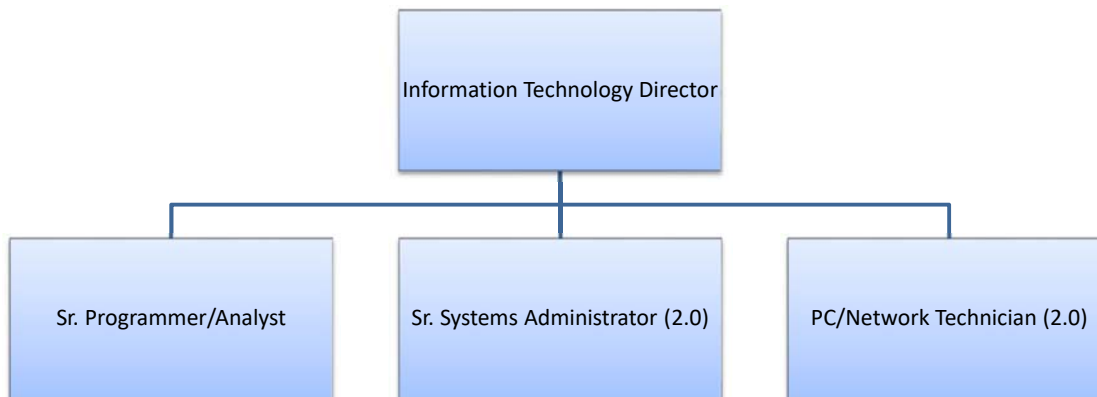 Information Technology Director
Sr. Programmer/Analyst
Sr. Systems Administrator (2.0)
PC/Network Technician (2.0)